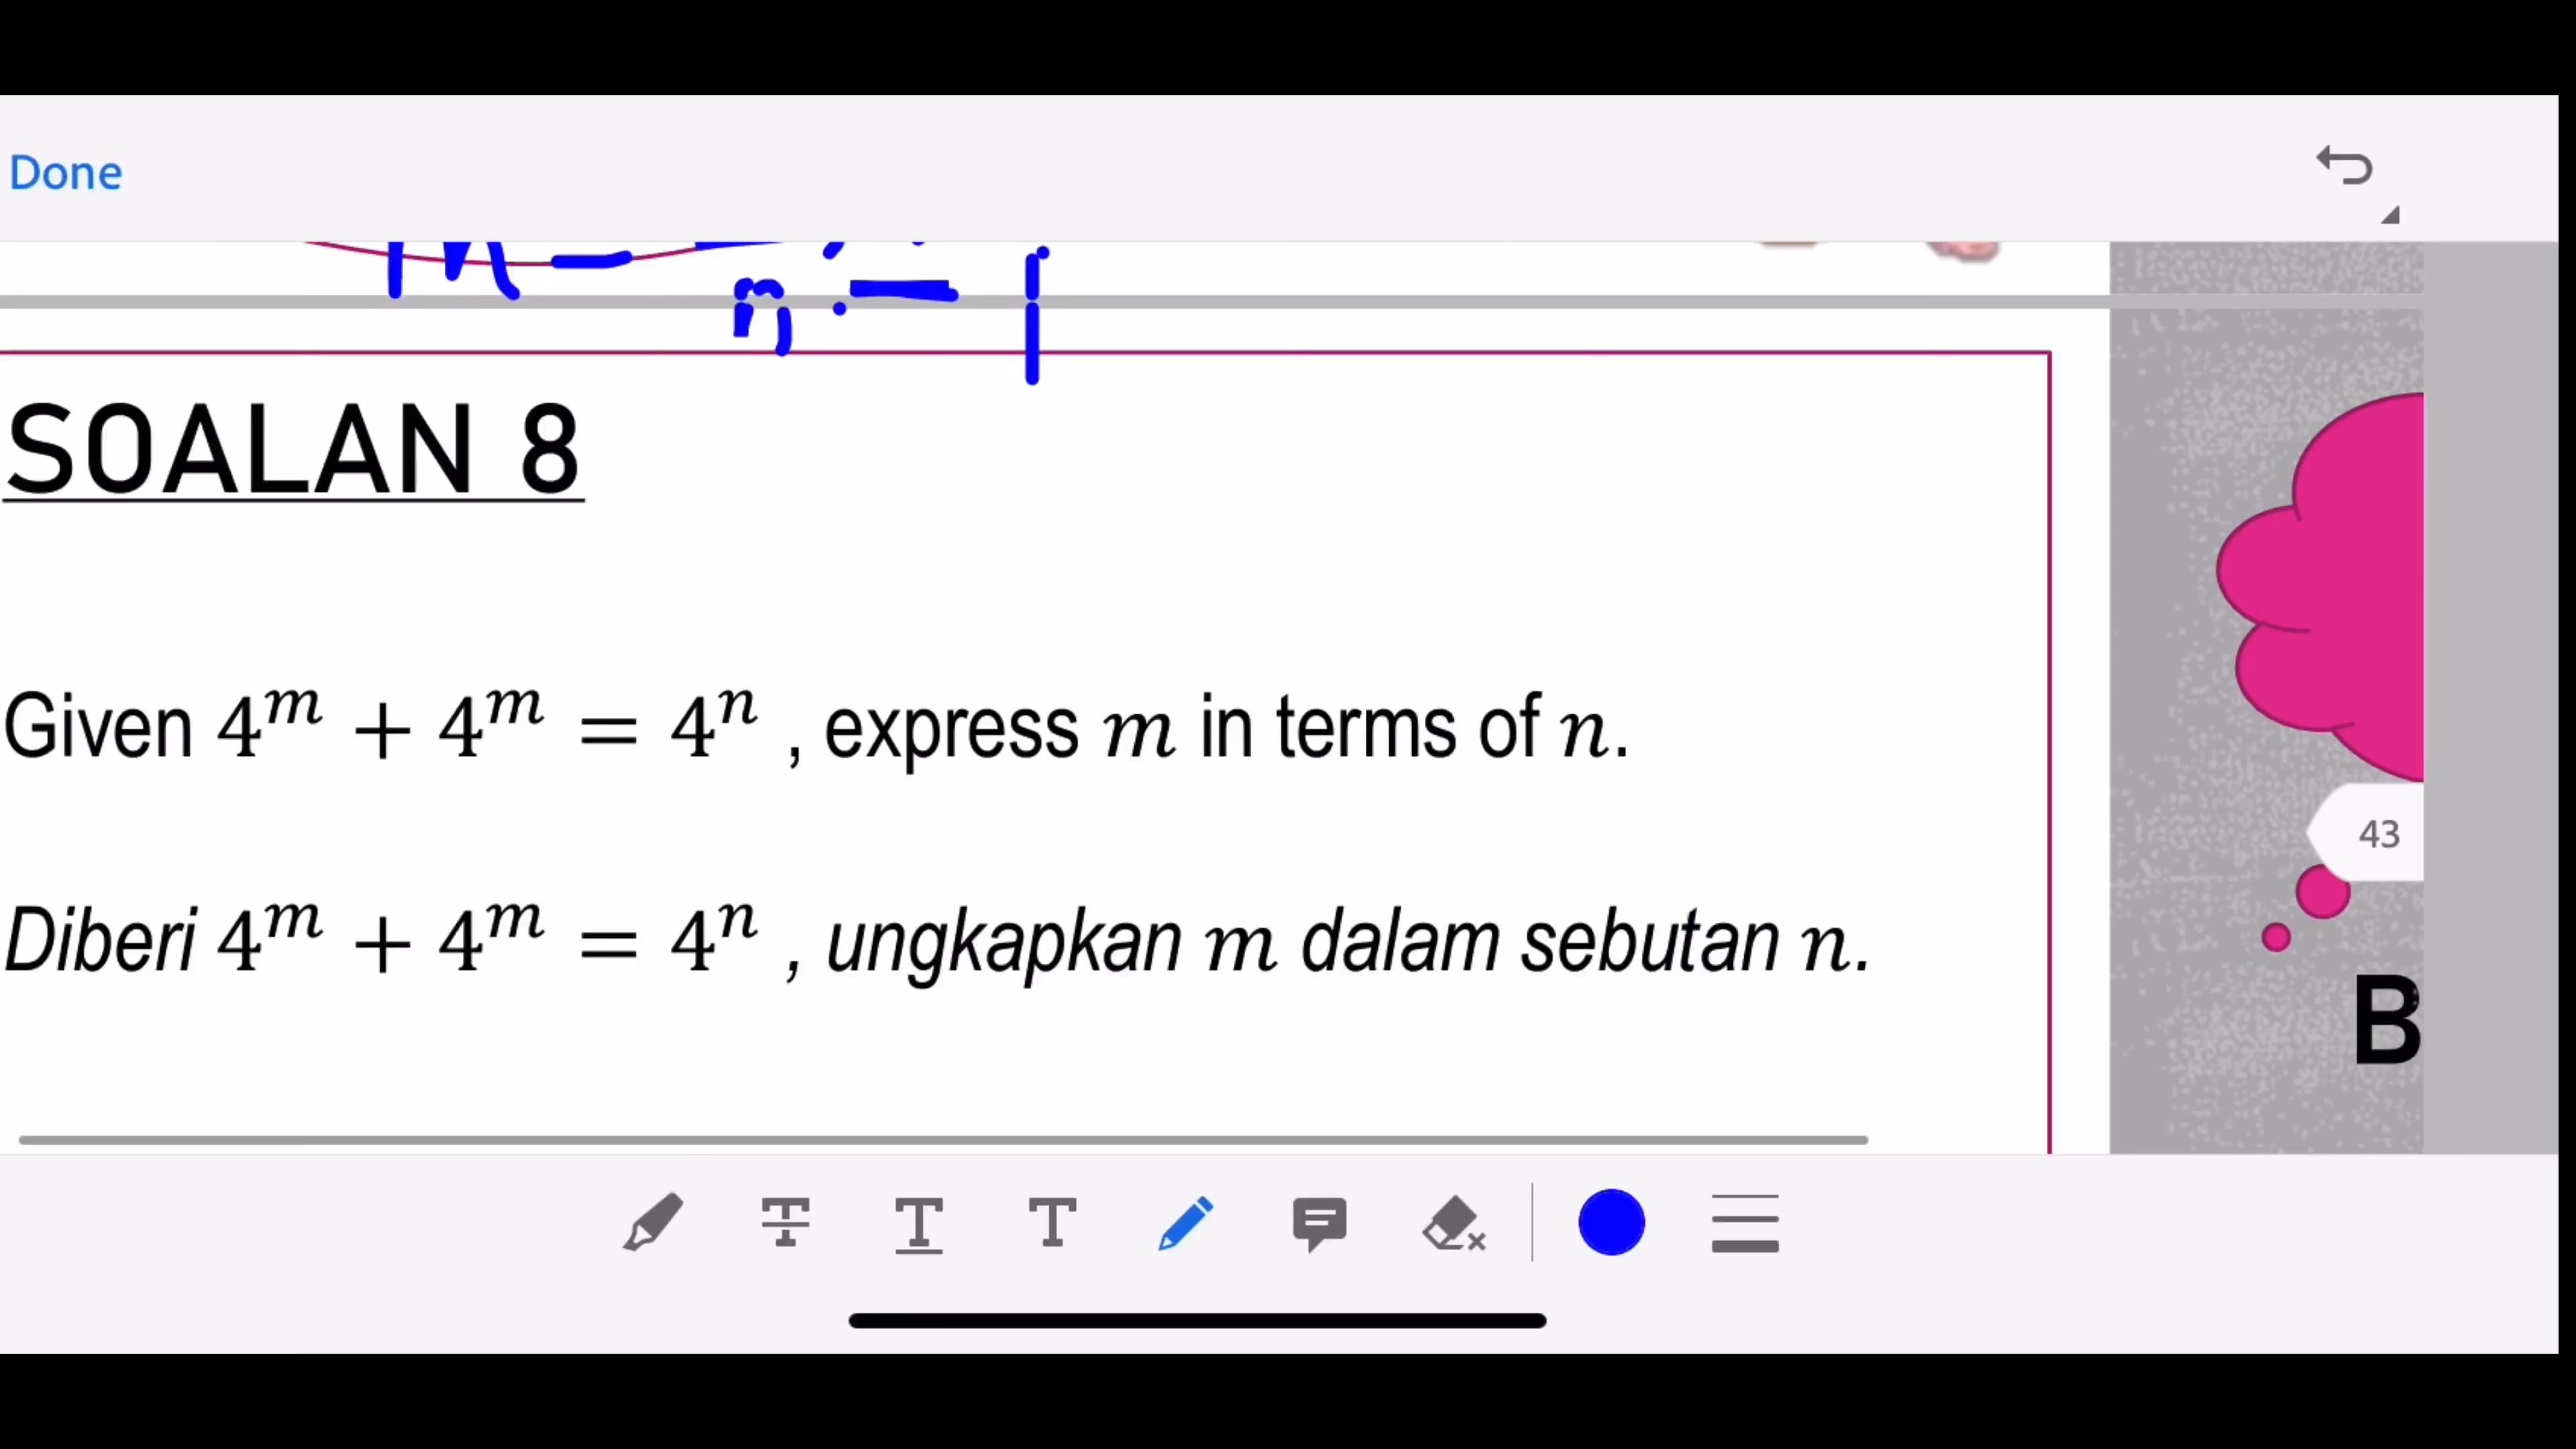 Done
SOALAN 8
Given 4^m + 4^m = 4^n , express m in terms of n.
Diberi 4^m + 4^m = 4^n , ungkapkan m dalam sebutan n.
43
B